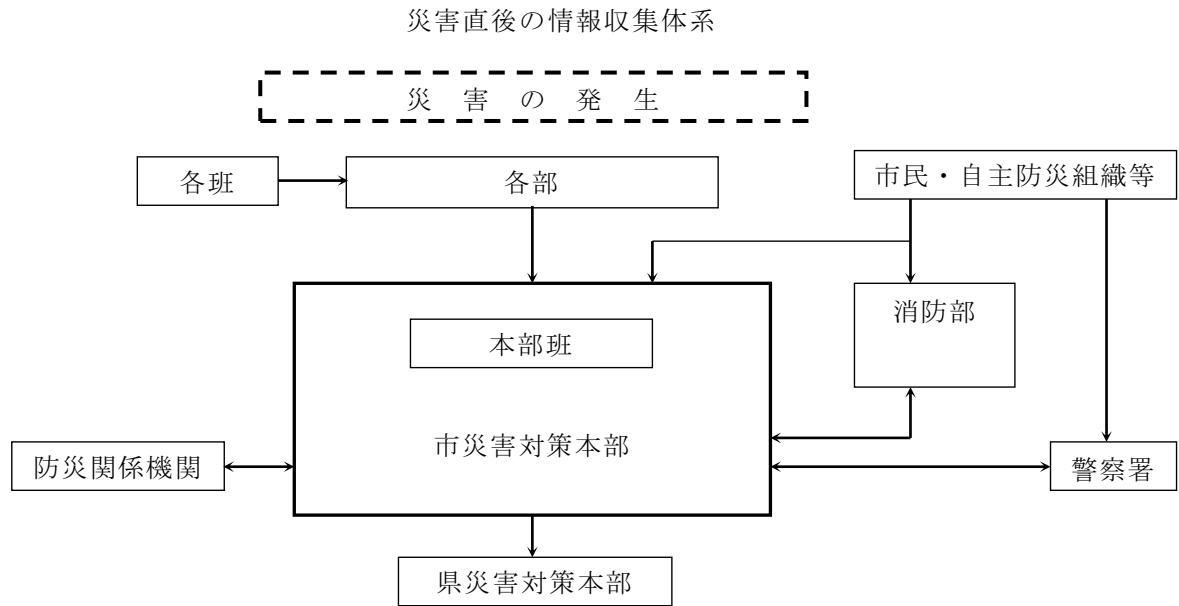 災害直後の情報収集体系
災 害 の 発 生
各班
各部
市民・自主防災組織等
消防部
本部班
市災害対策本部
防災関係機関
警察署
県災害対策本部